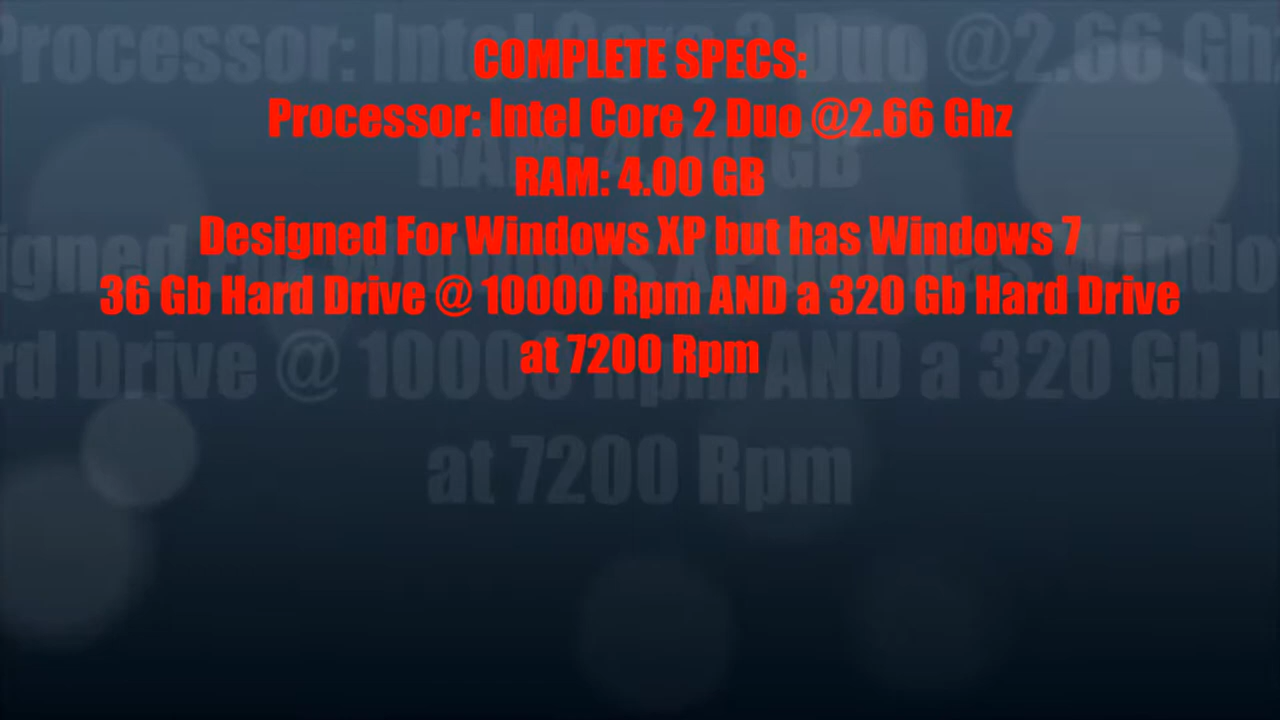 COMPLETE SPECS:
Processor: Intel Core 2 Duo @2.66 Ghz
RAM: 4.00 GB
Designed For Windows XP but has Windows 7
36 Gb Hard Drive @ 10000 Rpm AND a 320 Gb Hard Drive
at 7200 Rpm